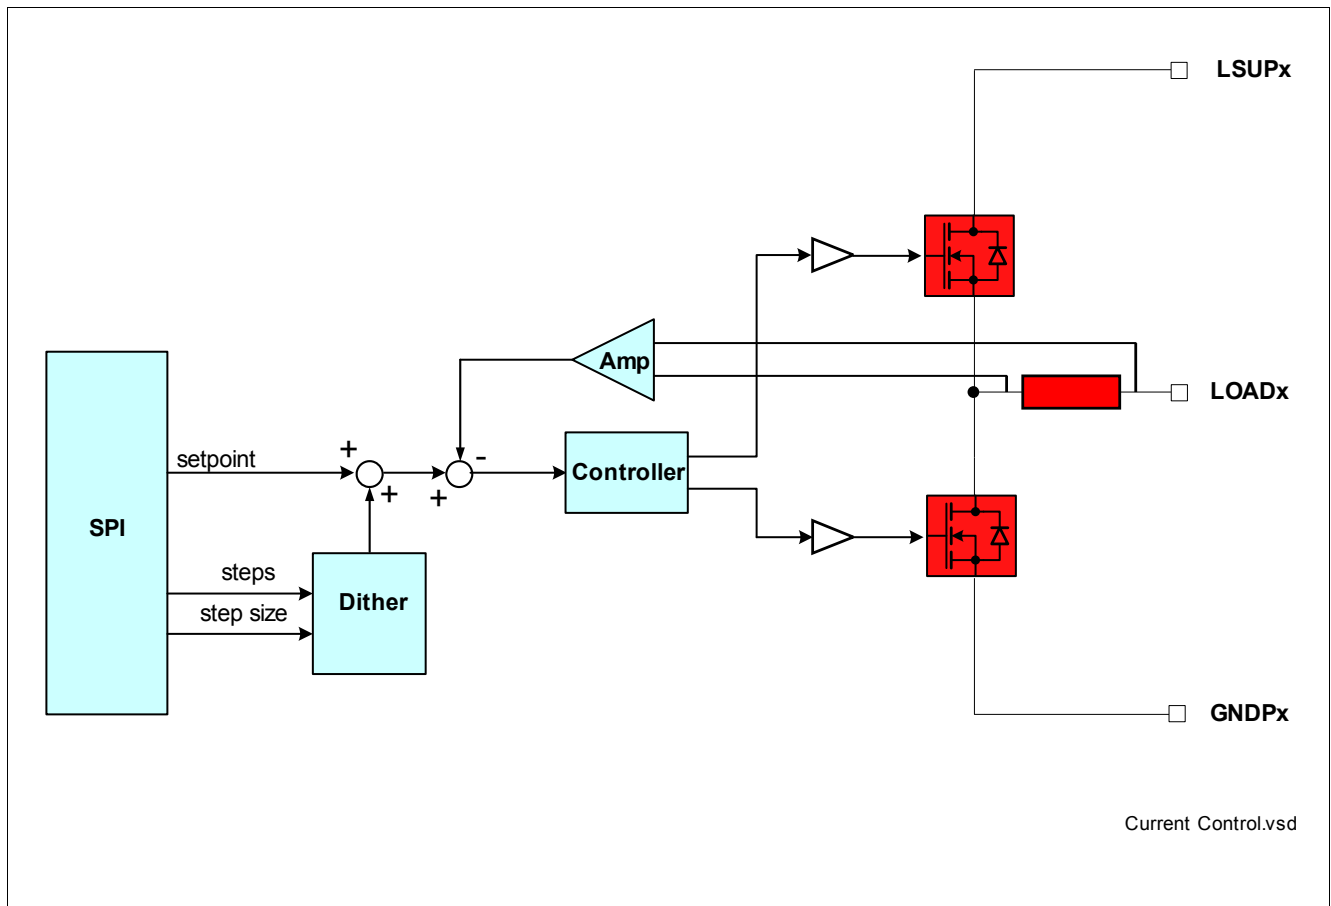 LSUPx
Amp
LOADx
+
-
setpoint
Controller
+
+
SPI
steps
Dither
step size
GNDPx
Current Control.vsd